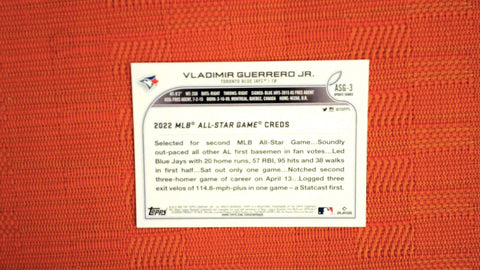 VLADIMIR GUERRERO JR.
TORONTO BLUE JAYS® / 1B
ASG-3
2022 MLB® ALL-STAR GAME® CREDS
Selected for second MLB All-Star Game...Soundly
out-paced all other AL first basemen in fan votes...Led
Blue Jays with 20 home runs, 57 RBI, 95 hits and 38 walks
in first half...Sat out only one game...Notched second
three-homer game of career on April 13...Logged three
exit velos of 114.6-mph-plus in one game – a Statcast first.
Topps